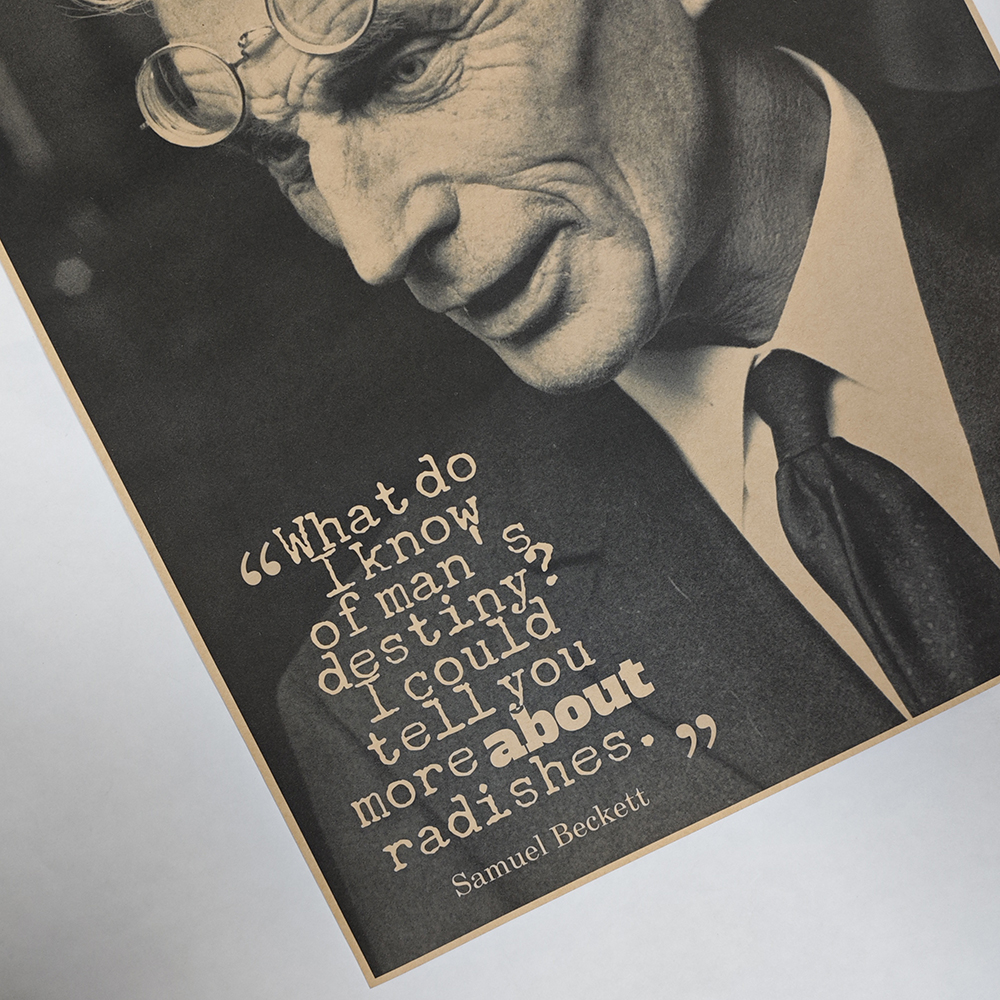 “What do
I know
of man's
destiny?
I could
tell you
more about
radishes.”
Samuel Beckett